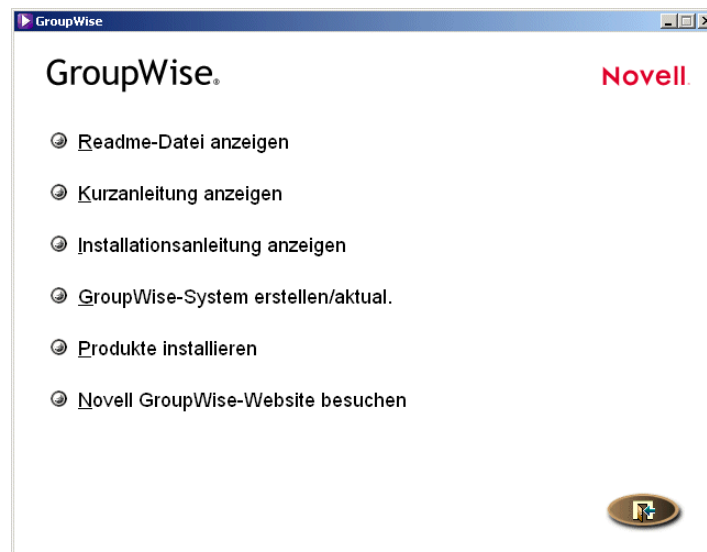 GroupWise
GroupWise®
Novell.
Readme-Datei anzeigen
Kurzanleitung anzeigen
Installationsanleitung anzeigen
GroupWise-System erstellen/aktual.
Produkte installieren
Novell GroupWise-Website besuchen